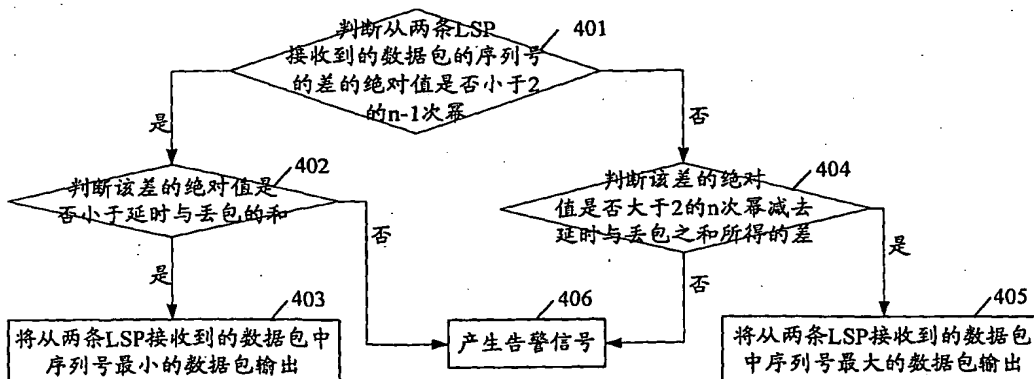 判断从两条LSP
接收到的数据包的序列号
的差的绝对值是否小于2
的n-1次幂
401
是
否
判断该差的绝对值是
否小于延时与丢包的和
402
判断该差的绝对
值是否大于2的n次幂减去
延时与丢包之和所得的差
404
是
否
否
是
将从两条LSP接收到的数据包中
序列号最小的数据包输出
403
产生告警信号
406
将从两条LSP接收到的数据包
中序列号最大的数据包输出
405